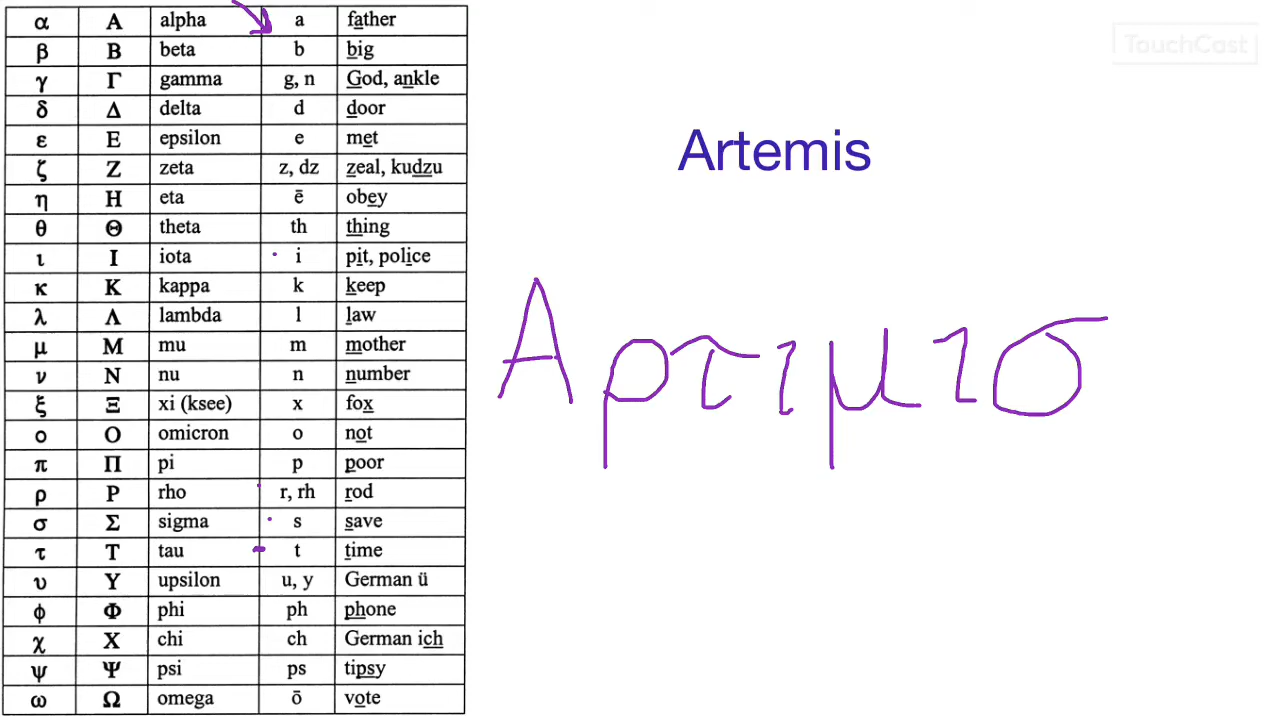 α Α alpha a father
β Β beta b big
γ Γ gamma g, n God, ankle
δ Δ delta d door
ε Ε epsilon e met
ζ Ζ zeta z, dz zeal, kudzu
η Η eta ē obey
θ Θ theta th thing
ι Ι iota i pit, police
κ Κ kappa k keep
λ Λ lambda l law
μ Μ mu m mother
ν Ν nu n number
ξ Ξ xi (ksee) x fox
ο Ο omicron o not
π Π pi p poor
ρ Ρ rho r, rh rod
σ Σ sigma s save
τ Τ tau t time
υ Υ upsilon u, y German ü
φ Φ phi ph phone
χ Χ chi ch German ich
ψ Ψ psi ps tipsy
ω Ω omega ō vote
TouchCast
Artemis
Αρτιμισ